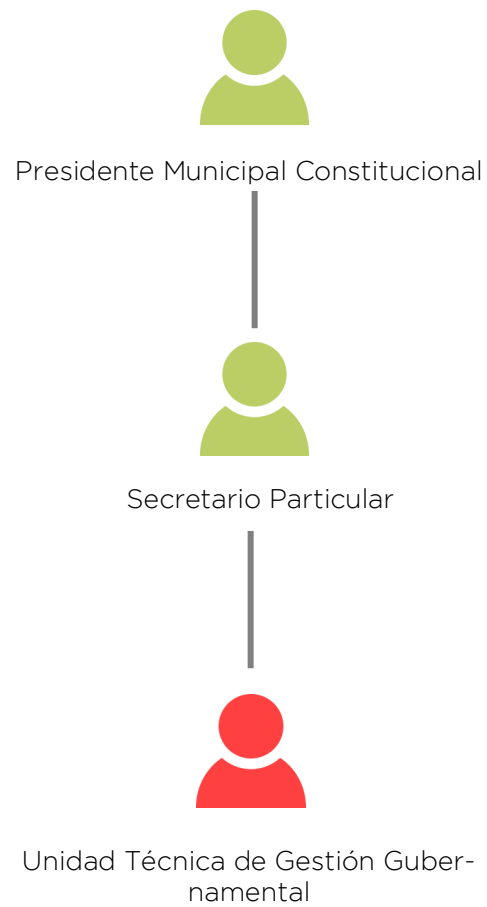 Presidente Municipal Constitucional
Secretario Particular
Unidad Técnica de Gestión Guber-
namental